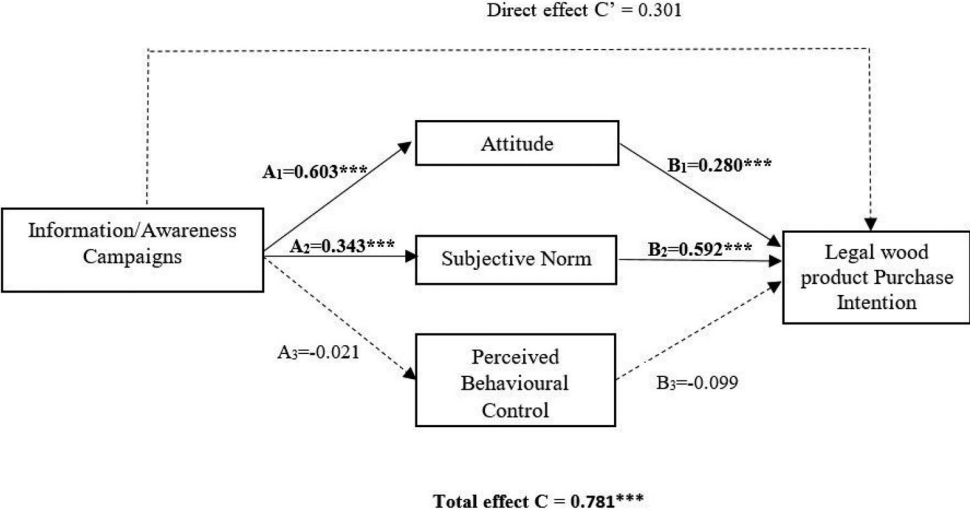 Direct effect C’ = 0.301
Attitude
A1=0.603***
B1=0.280***
Information/Awareness
Campaigns
A2=0.343***
Subjective Norm
B2=0.592***
Legal wood
product Purchase
Intention
A3=-0.021
Perceived
Behavioural
Control
B3=-0.099
Total effect C = 0.781***